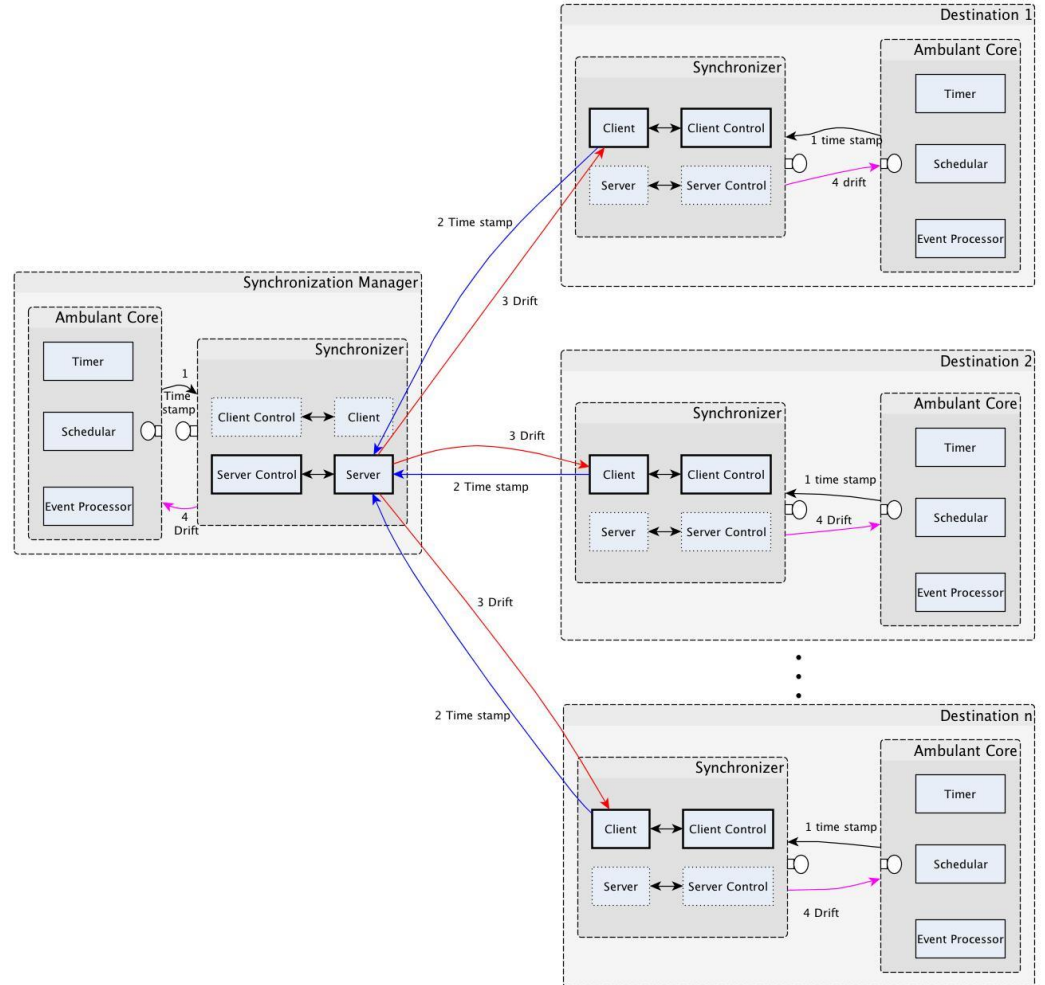 Destination 1
Synchronizer
Ambulant Core
Timer
Client
Client Control
1 time stamp
Schedular
Server
Server Control
4 drift
Event Processor
2 Time stamp
3 Drift
Synchronization Manager
Ambulant Core
Synchronizer
Timer
1
Time
stamp
Client Control
Client
Schedular
Server Control
Server
Event Processor
4
Drift
3 Drift
2 Time stamp
Destination 2
Synchronizer
Ambulant Core
Timer
Client
Client Control
1 time stamp
Schedular
Server
Server Control
4 Drift
Event Processor
3 Drift
2 Time stamp
Destination n
Synchronizer
Ambulant Core
Timer
Client
Client Control
1 time stamp
Schedular
Server
Server Control
4 Drift
Event Processor